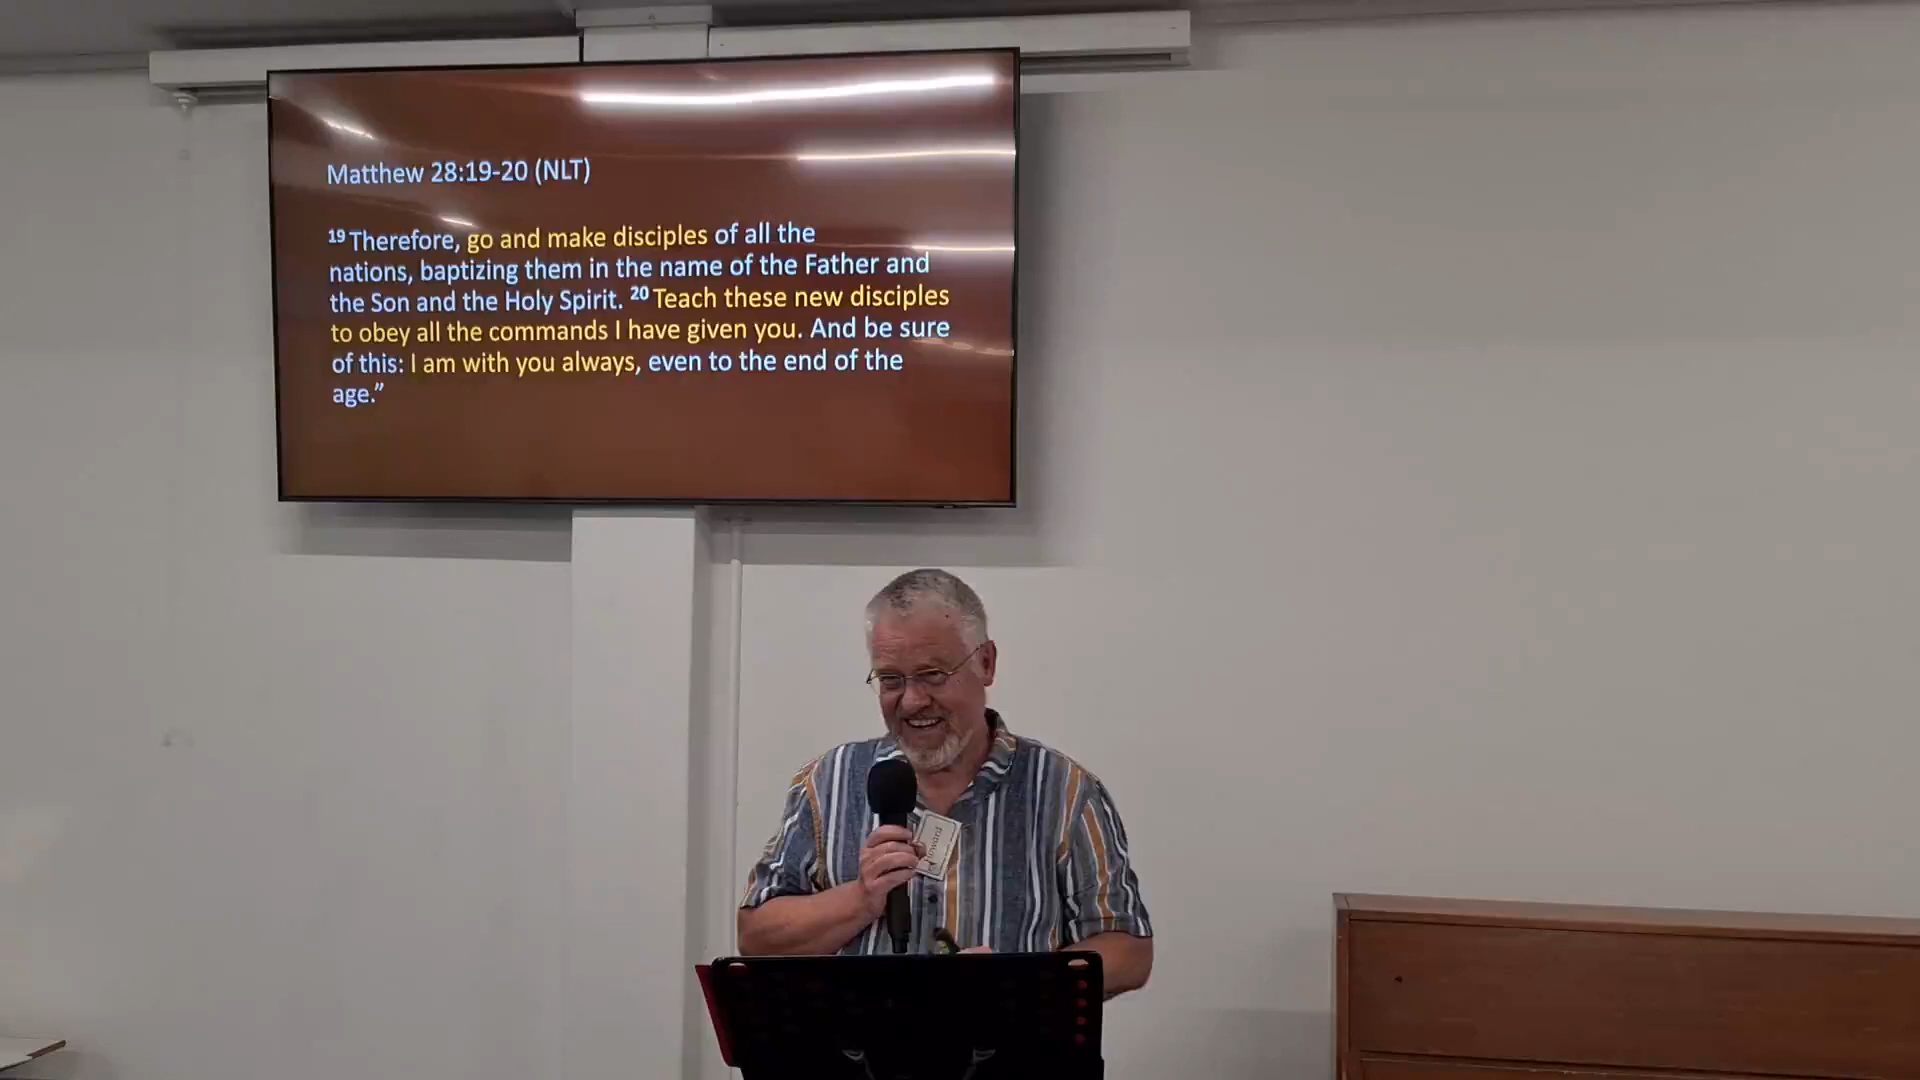 Matthew 28:19-20 (NLT)
19 Therefore, go and make disciples of all the
nations, baptizing them in the name of the Father and
the Son and the Holy Spirit. 20 Teach these new disciples
to obey all the commands I have given you. And be sure
of this: I am with you always, even to the end of the
age.”
Howard